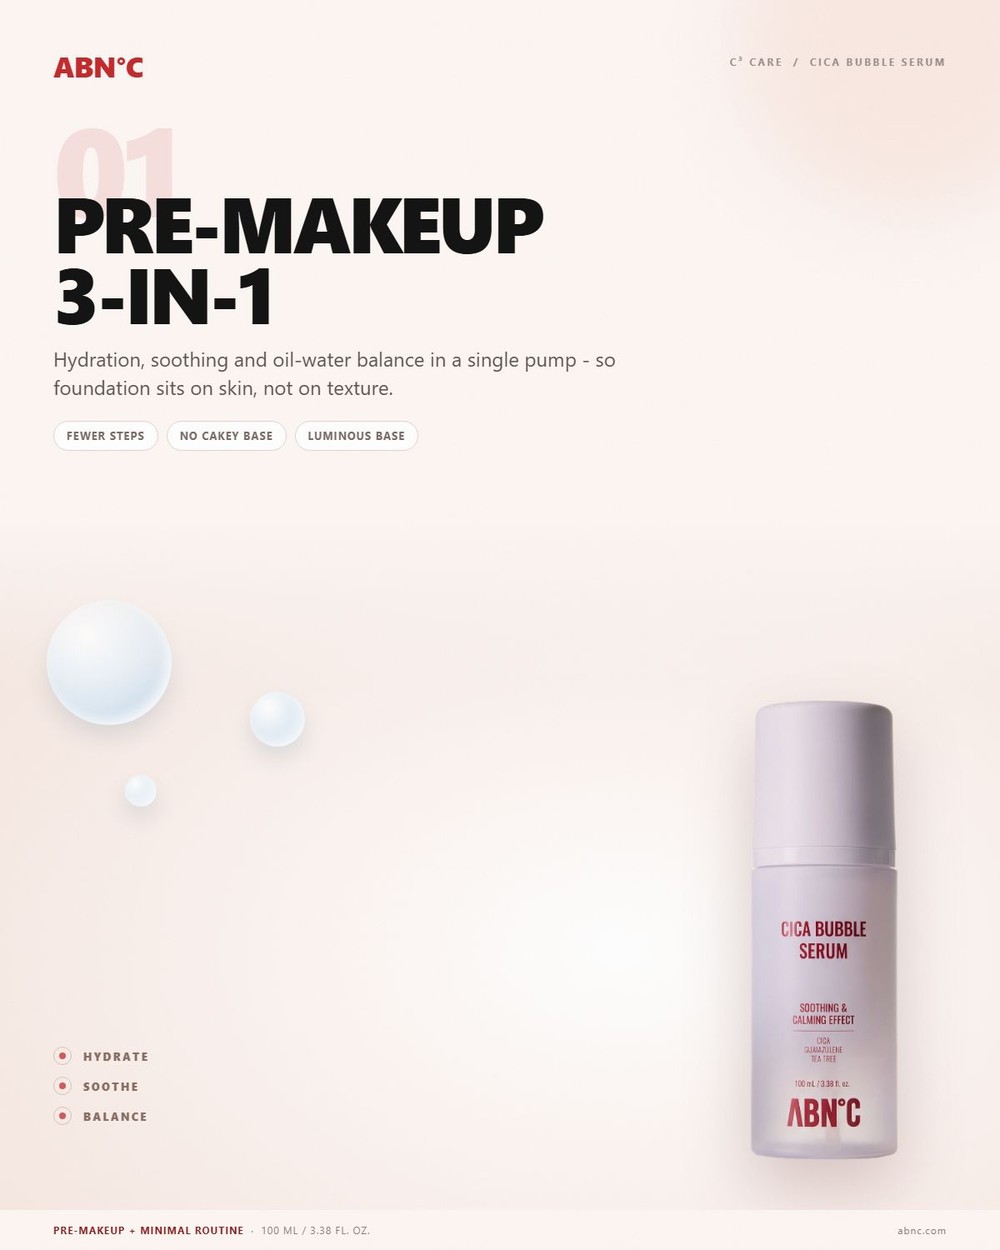 ABN°C
C³ CARE / CICA BUBBLE SERUM
01
PRE-MAKEUP
3-IN-1
Hydration, soothing and oil-water balance in a single pump - so
foundation sits on skin, not on texture.
FEWER STEPS
NO CAKEY BASE
LUMINOUS BASE
CICA BUBBLE
SERUM
SOOTHING &
CALMING EFFECT
CICA
GUAIAZULENE
TEA TREE
100 mL / 3.38 fl. oz.
ABN°C
HYDRATE
SOOTHE
BALANCE
PRE-MAKEUP + MINIMAL ROUTINE · 100 ML / 3.38 FL. OZ.
abnc.com